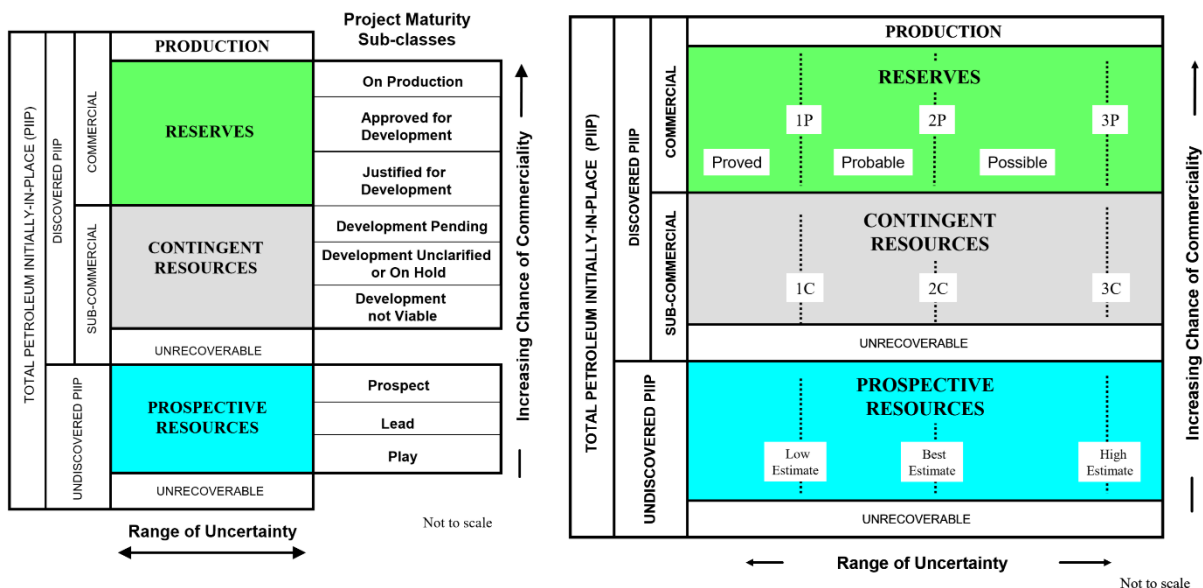 Project Maturity
Sub-classes
TOTAL PETROLEUM INITIALLY-IN-PLACE (PIIP)
DISCOVERED PIIP
COMMERCIAL
SUB-COMMERCIAL
UNDISCOVERED PIIP
PRODUCTION
RESERVES
CONTINGENT
RESOURCES
UNRECOVERABLE
PROSPECTIVE
RESOURCES
UNRECOVERABLE
On Production
Approved for
Development
Justified for
Development
Development Pending
Development Unclarified
or On Hold
Development
not Viable
Prospect
Lead
Play
Increasing Chance of Commerciality
Range of Uncertainty
Not to scale
TOTAL PETROLEUM INITIALLY-IN-PLACE (PIIP)
DISCOVERED PIIP
COMMERCIAL
SUB-COMMERCIAL
UNDISCOVERED PIIP
PRODUCTION
RESERVES
1P 2P 3P
Proved Probable Possible
CONTINGENT
RESOURCES
1C 2C 3C
UNRECOVERABLE
PROSPECTIVE
RESOURCES
Low
Estimate
Best
Estimate
High
Estimate
UNRECOVERABLE
Increasing Chance of Commerciality
Range of Uncertainty
Not to scale